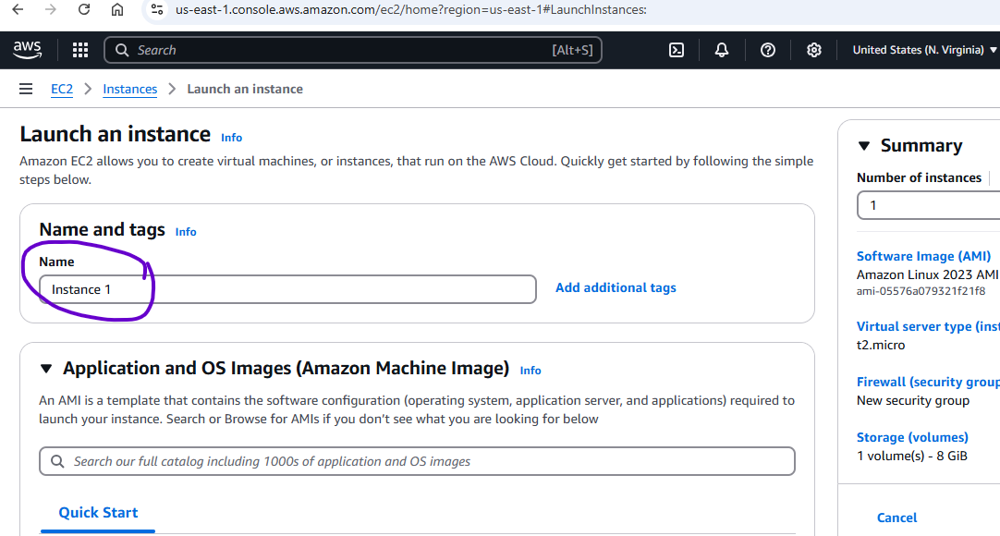 us-east-1.console.aws.amazon.com/ec2/home?region=us-east-1#LaunchInstances:
aws
Search
[Alt+S]
United States (N. Virginia)
EC2 > Instances > Launch an instance
Launch an instance Info
Amazon EC2 allows you to create virtual machines, or instances, that run on the AWS Cloud. Quickly get started by following the simple
steps below.
Name and tags Info
Name
Instance 1
Add additional tags
Application and OS Images (Amazon Machine Image) Info
An AMI is a template that contains the software configuration (operating system, application server, and applications) required to
launch your instance. Search or Browse for AMIs if you don't see what you are looking for below
Search our full catalog including 1000s of application and OS images
Quick Start
Summary
Number of instances
1
Software Image (AMI)
Amazon Linux 2023 AMI
ami-05576a079321f21f8
Virtual server type (inst
t2.micro
Firewall (security group
New security group
Storage (volumes)
1 volume(s) - 8 GiB
Cancel